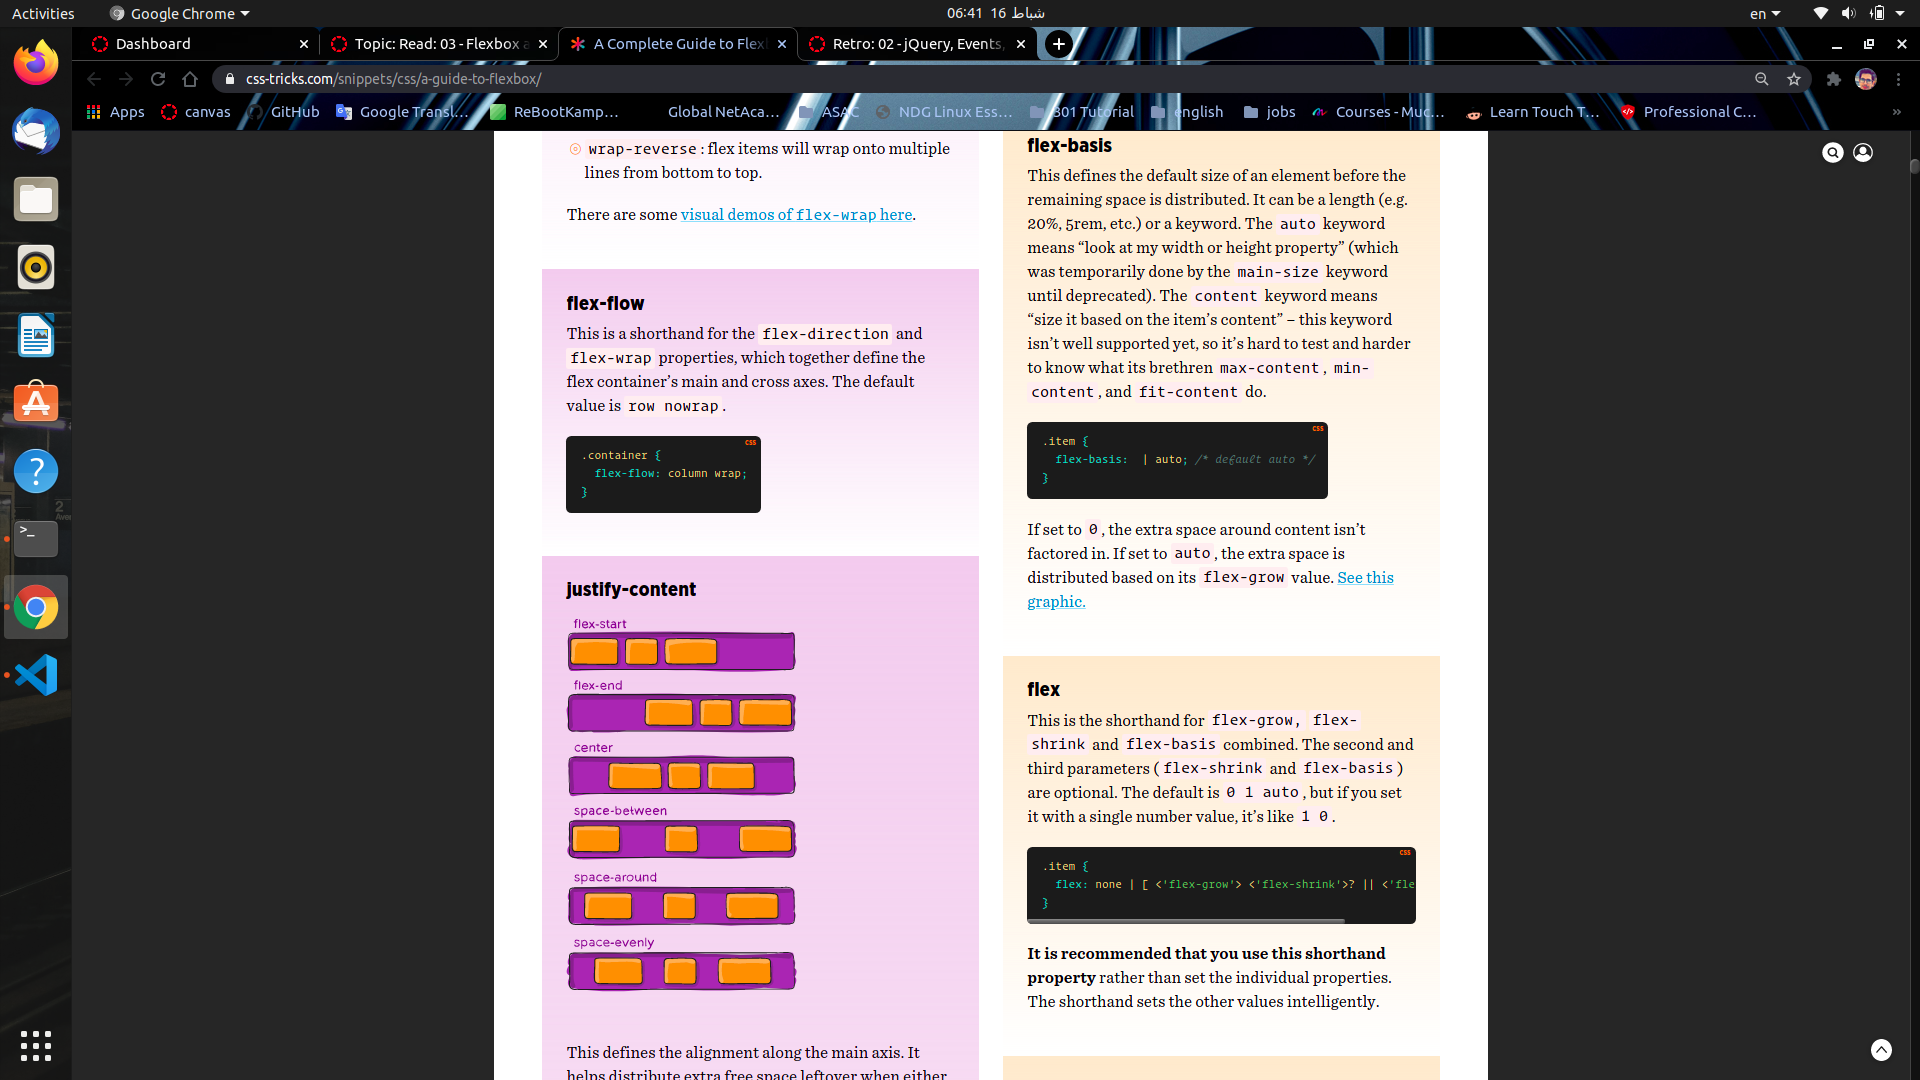 Activities
Google Chrome
06:41 16 شباط
en
Dashboard
Topic: Read: 03 - Flexbox a
A Complete Guide to Flex
Retro: 02 - jQuery, Events,
css-tricks.com/snippets/css/a-guide-to-flexbox/
Apps
canvas
GitHub
Google Transl...
ReBootKamp...
Global NetAca...
ASAC
NDG Linux Ess...
301 Tutorial
english
jobs
Courses - Muc...
Learn Touch T...
Professional C...
»
wrap-reverse: flex items will wrap onto multiple
lines from bottom to top.
There are some visual demos of flex-wrap here.
flex-flow
This is a shorthand for the flex-direction and
flex-wrap properties, which together define the
flex container's main and cross axes. The default
value is row nowrap.
CSS
.container {
flex-flow: column wrap;
}
justify-content
flex-start
flex-end
center
space-between
space-around
space-evenly
This defines the alignment along the main axis. It
helps distribute extra free space leftover when either
flex-basis
This defines the default size of an element before the
remaining space is distributed. It can be a length (e.g.
20%, 5rem, etc.) or a keyword. The auto keyword
means “look at my width or height property” (which
was temporarily done by the main-size keyword
until deprecated). The content keyword means
“size it based on the item’s content” – this keyword
isn’t well supported yet, so it’s hard to test and harder
to know what its brethren max-content, min-
content, and fit-content do.
CSS
.item {
flex-basis:  | auto; /* default auto */
}
If set to 0, the extra space around content isn’t
factored in. If set to auto, the extra space is
distributed based on its flex-grow value. See this
graphic.
flex
This is the shorthand for flex-grow, flex-
shrink and flex-basis combined. The second and
third parameters (flex-shrink and flex-basis)
are optional. The default is 0 1 auto, but if you set
it with a single number value, it’s like 1 0.
CSS
.item {
flex: none | [ <'flex-grow'> <'flex-shrink'>? || <'fle
}
It is recommended that you use this shorthand
property rather than set the individual properties.
The shorthand sets the other values intelligently.